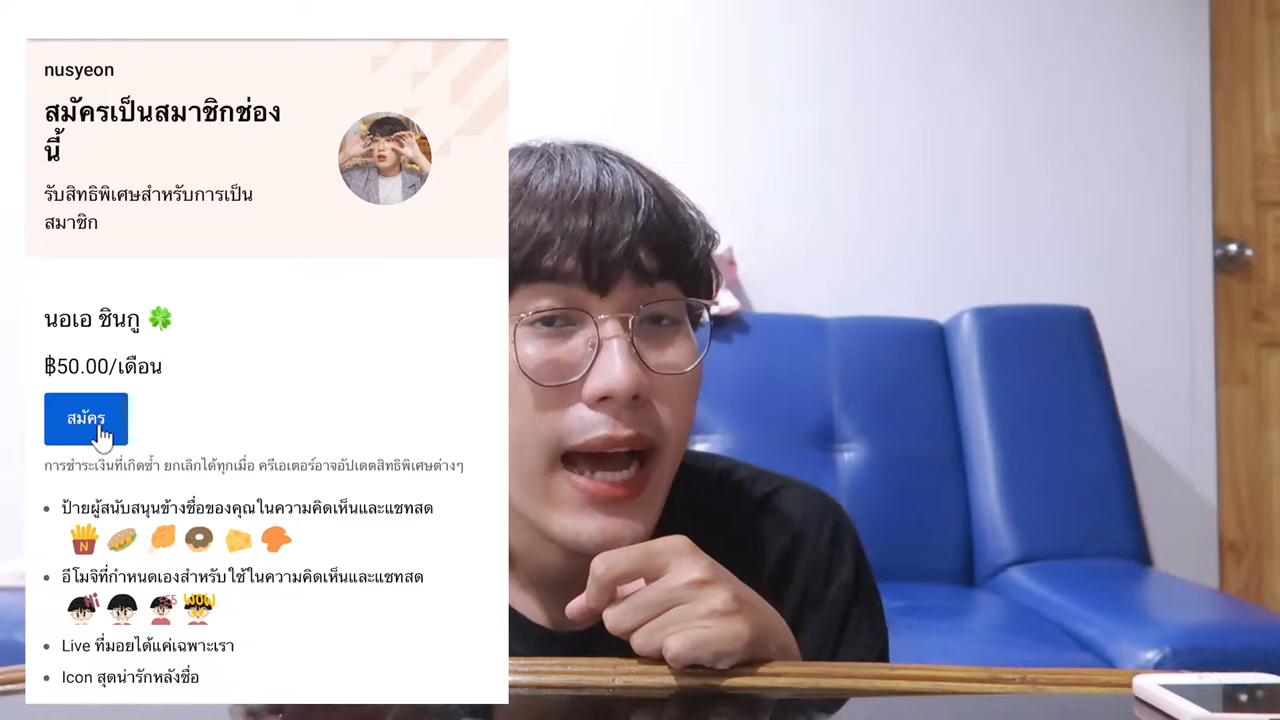 nusyeon
สมัครเป็นสมาชิกช่อง
นี้
รับสิทธิพิเศษสำหรับการเป็น
สมาชิก
นอเอ ชินกู 🍀
฿50.00/เดือน
สมัคร
การชำระเงินที่เกิดซ้ำ ยกเลิกได้ทุกเมื่อ ครีเอเตอร์อาจอัปเดตสิทธิพิเศษต่างๆ
ป้ายผู้สนับสนุนข้างชื่อของคุณในความคิดเห็นและแชทสด
N
อีโมจิที่กำหนดเองสำหรับใช้ในความคิดเห็นและแชทสด
Hi 555 WOW
Live ที่มอยได้แค่เฉพาะเรา
Icon สุดน่ารักหลังชื่อ